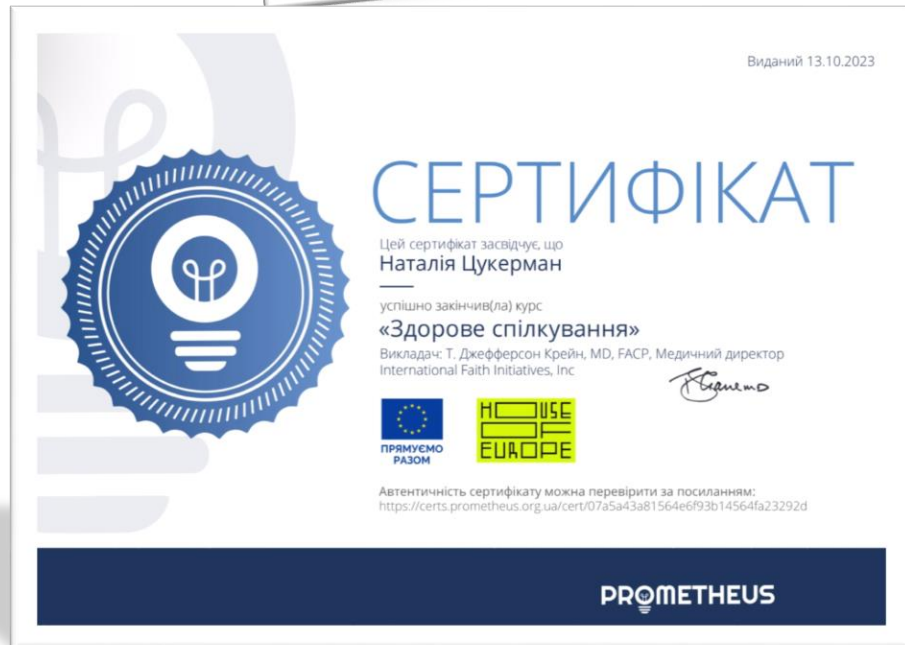 Виданий 13.10.2023
СЕРТИФІКАТ
Цей сертифікат засвідчує, що
Наталія Цукерман
успішно закінчив(ла) курс
«Здорове спілкування»
Викладач: Т. Джефферсон Крейн, MD, FACP, Медичний директор
International Faith Initiatives, Inc
ПРЯМУЄМО
РАЗОМ
HOUSE
OF
EUROPE
Автентичність сертифікату можна перевірити за посиланням:
https://certs.prometheus.org.ua/cert/07a5a43a81564e6f93b14564fa23292d
PROMETHEUS